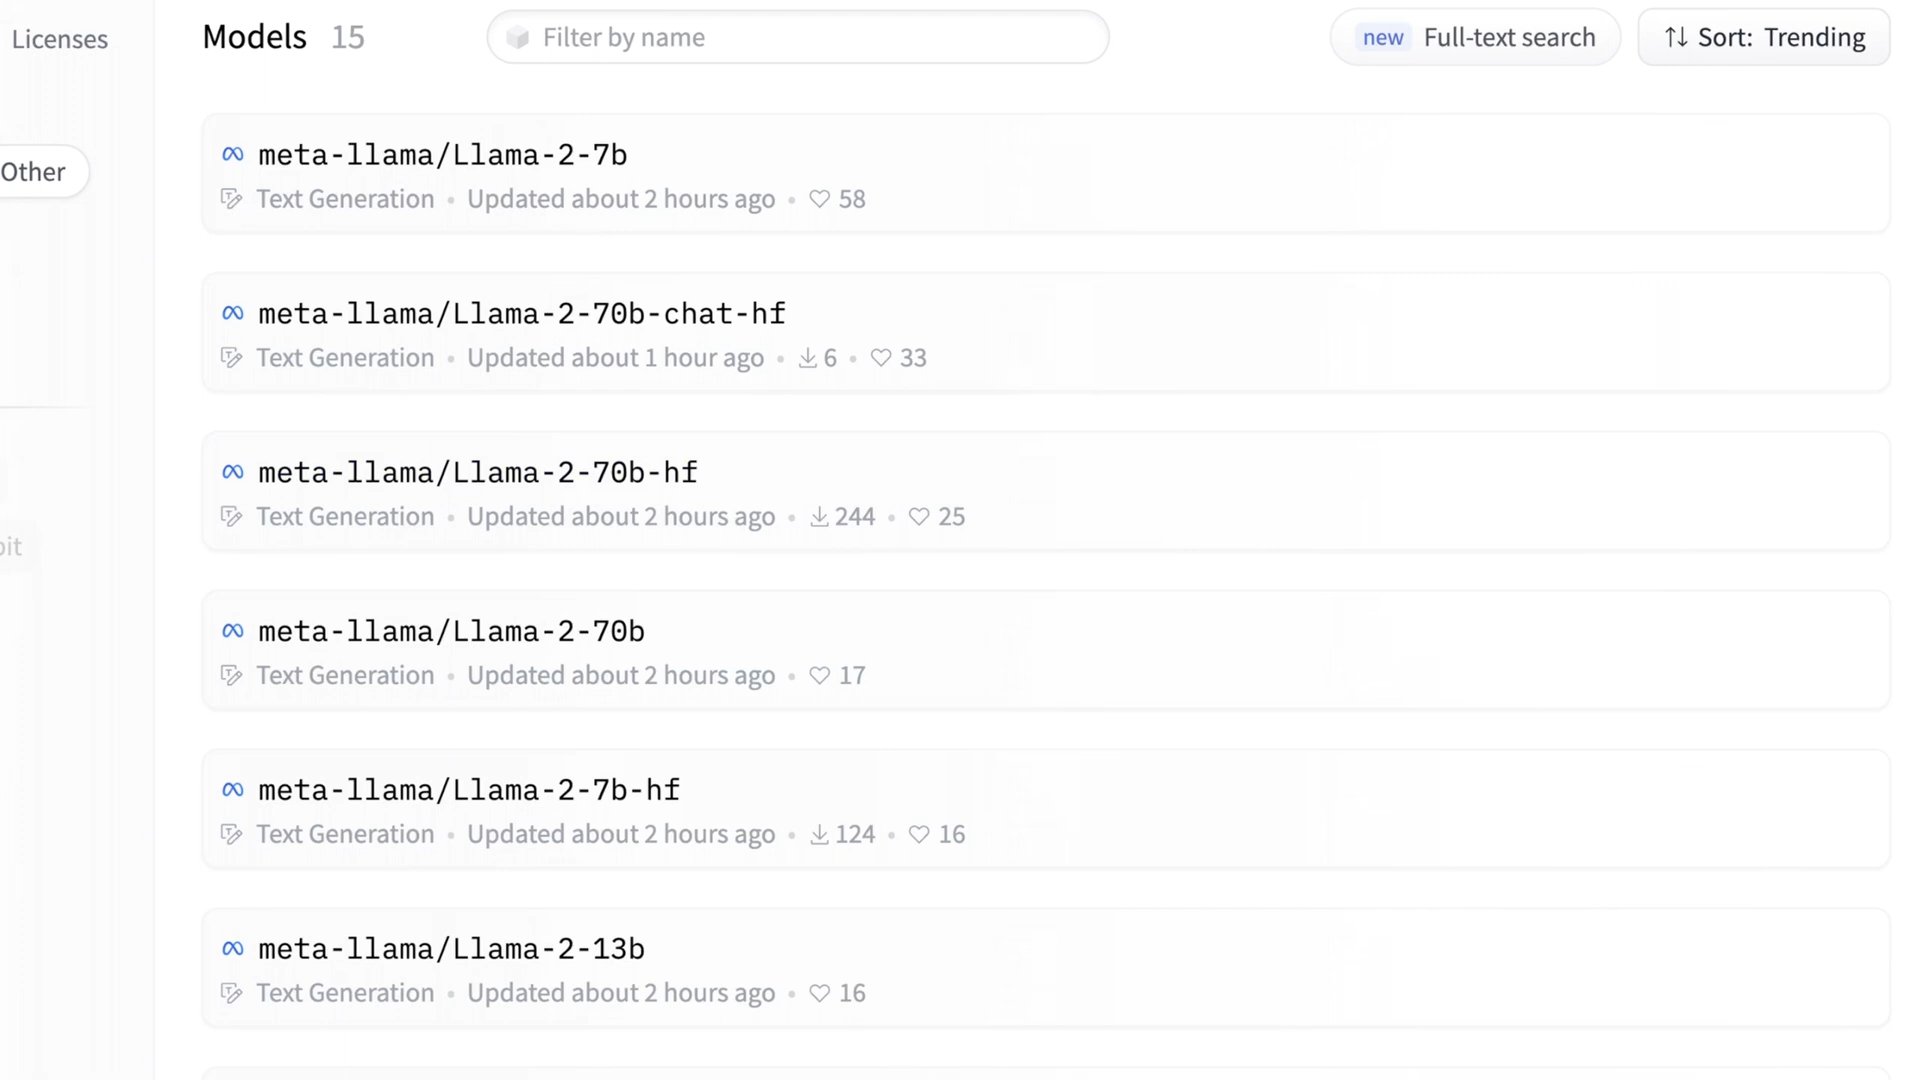 Licenses
Models 15
Filter by name
new Full-text search
Sort: Trending
Other
meta-llama/Llama-2-7b
Text Generation • Updated about 2 hours ago • 58
meta-llama/Llama-2-70b-chat-hf
Text Generation • Updated about 1 hour ago • 6 • 33
meta-llama/Llama-2-70b-hf
Text Generation • Updated about 2 hours ago • 244 • 25
meta-llama/Llama-2-70b
Text Generation • Updated about 2 hours ago • 17
meta-llama/Llama-2-7b-hf
Text Generation • Updated about 2 hours ago • 124 • 16
meta-llama/Llama-2-13b
Text Generation • Updated about 2 hours ago • 16